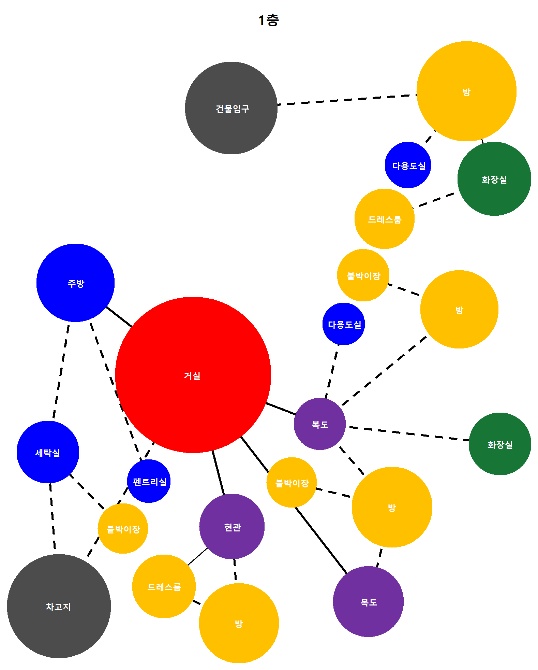 1층
건물입구
방
다용도실
화장실
드레스룸
붙박이장
주방
다용도실
방
거실
복도
세탁실
펜트리실
화장실
붙박이장
붙박이장
방
현관
드레스룸
차고지
복도
방